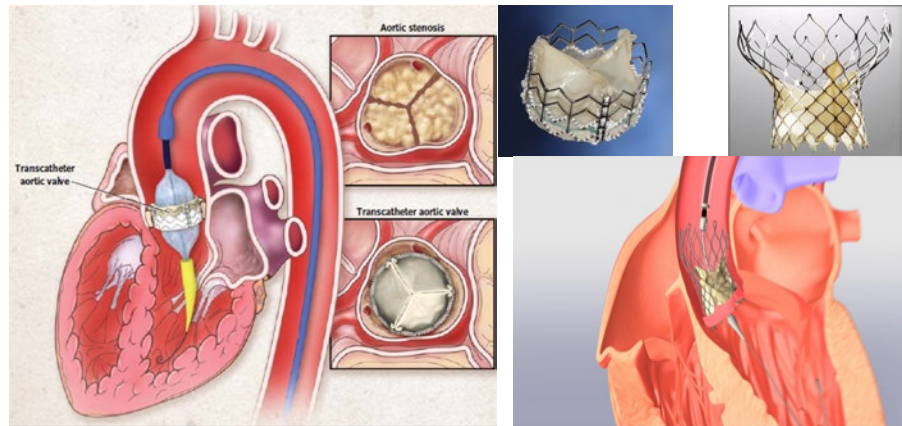 Aortic stenosis
Transcatheter
aortic valve
Transcatheter aortic valve